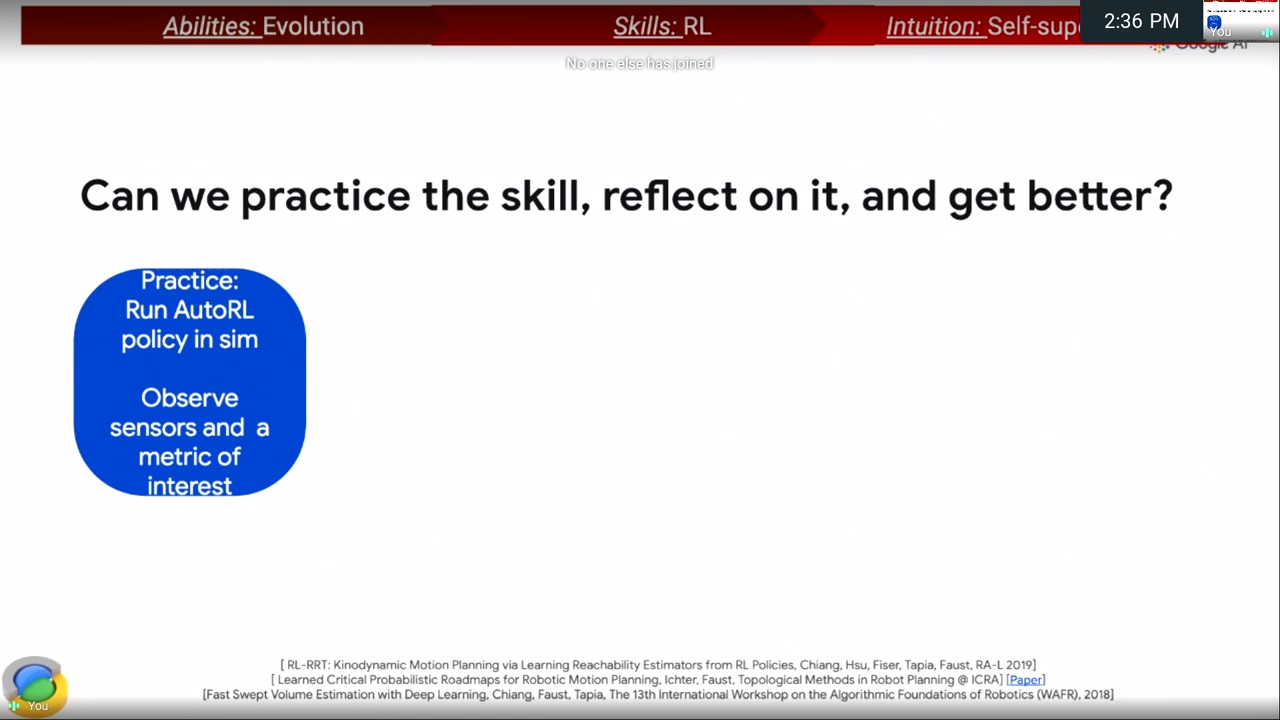 Abilities: Evolution
Skills: RL
Intuition: Self-sup
2:36 PM
You
Google AI
No one else has joined
Can we practice the skill, reflect on it, and get better?
Practice:
Run AutoRL
policy in sim
Observe
sensors and a
metric of
interest
[ RL-RRT: Kinodynamic Motion Planning via Learning Reachability Estimators from RL Policies, Chiang, Hsu, Fiser, Tapia, Faust, RA-L 2019]
[ Learned Critical Probabilistic Roadmaps for Robotic Motion Planning, Ichter, Faust, Topological Methods in Robot Planning @ ICRA] [Paper]
[Fast Swept Volume Estimation with Deep Learning, Chiang, Faust, Tapia, The 13th International Workshop on the Algorithmic Foundations of Robotics (WAFR), 2018]
You